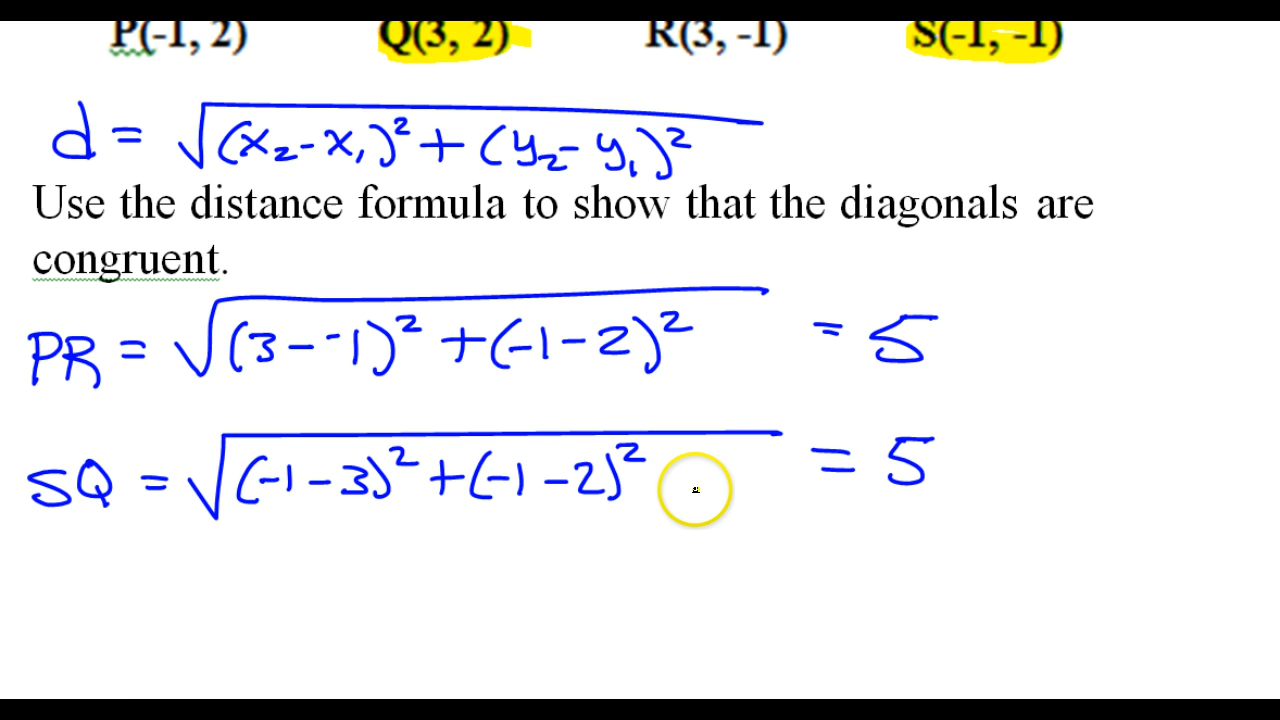 P(-1, 2) Q(3, 2) R(3, -1) S(-1, -1)
d = √(x₂-x₁)² + (y₂-y₁)²
Use the distance formula to show that the diagonals are
congruent.
PR = √(3--1)² + (-1-2)² = 5
SQ = √(-1-3)² + (-1-2)² = 5